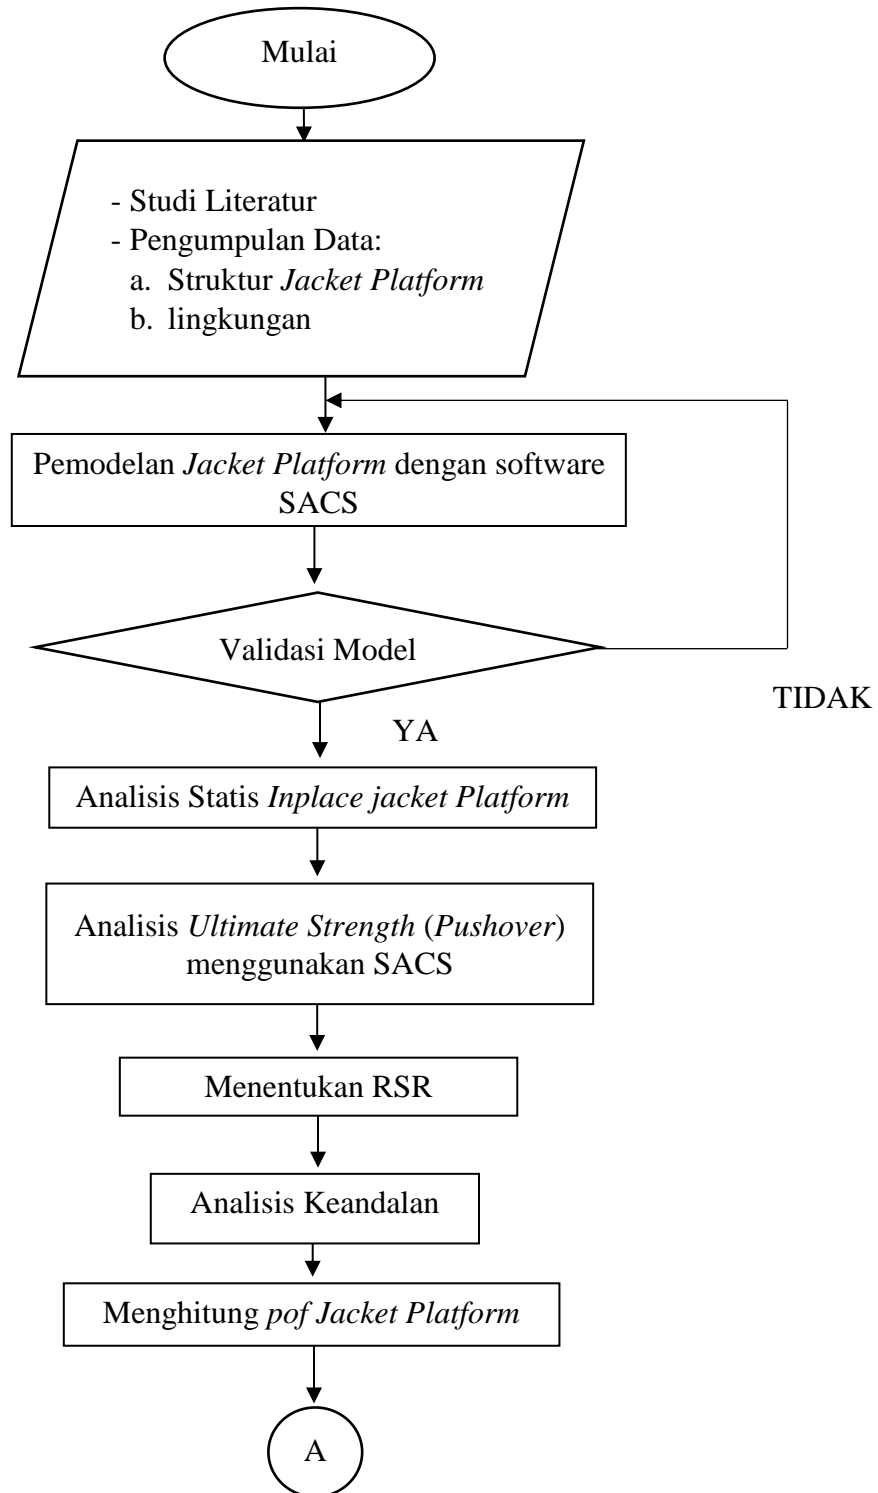 Mulai
- Studi Literatur
- Pengumpulan Data:
a. Struktur Jacket Platform
b. lingkungan
Pemodelan Jacket Platform dengan software
SACS
Validasi Model
TIDAK
YA
Analisis Statis Inplace jacket Platform
Analisis Ultimate Strength (Pushover)
menggunakan SACS
Menentukan RSR
Analisis Keandalan
Menghitung pof Jacket Platform
A